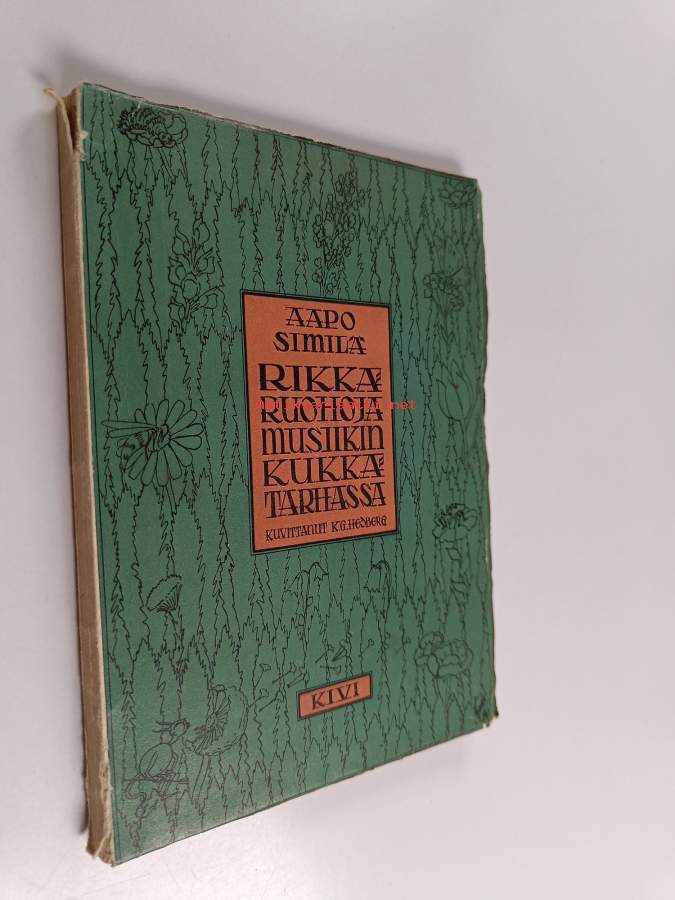 AAPO
SIMILÄ
RIKKA=
RUOHOJA
MUSIIKIN
KUKKA=
TARHASSA
KUVITTANUT K.G.HEDBERG
KIVI